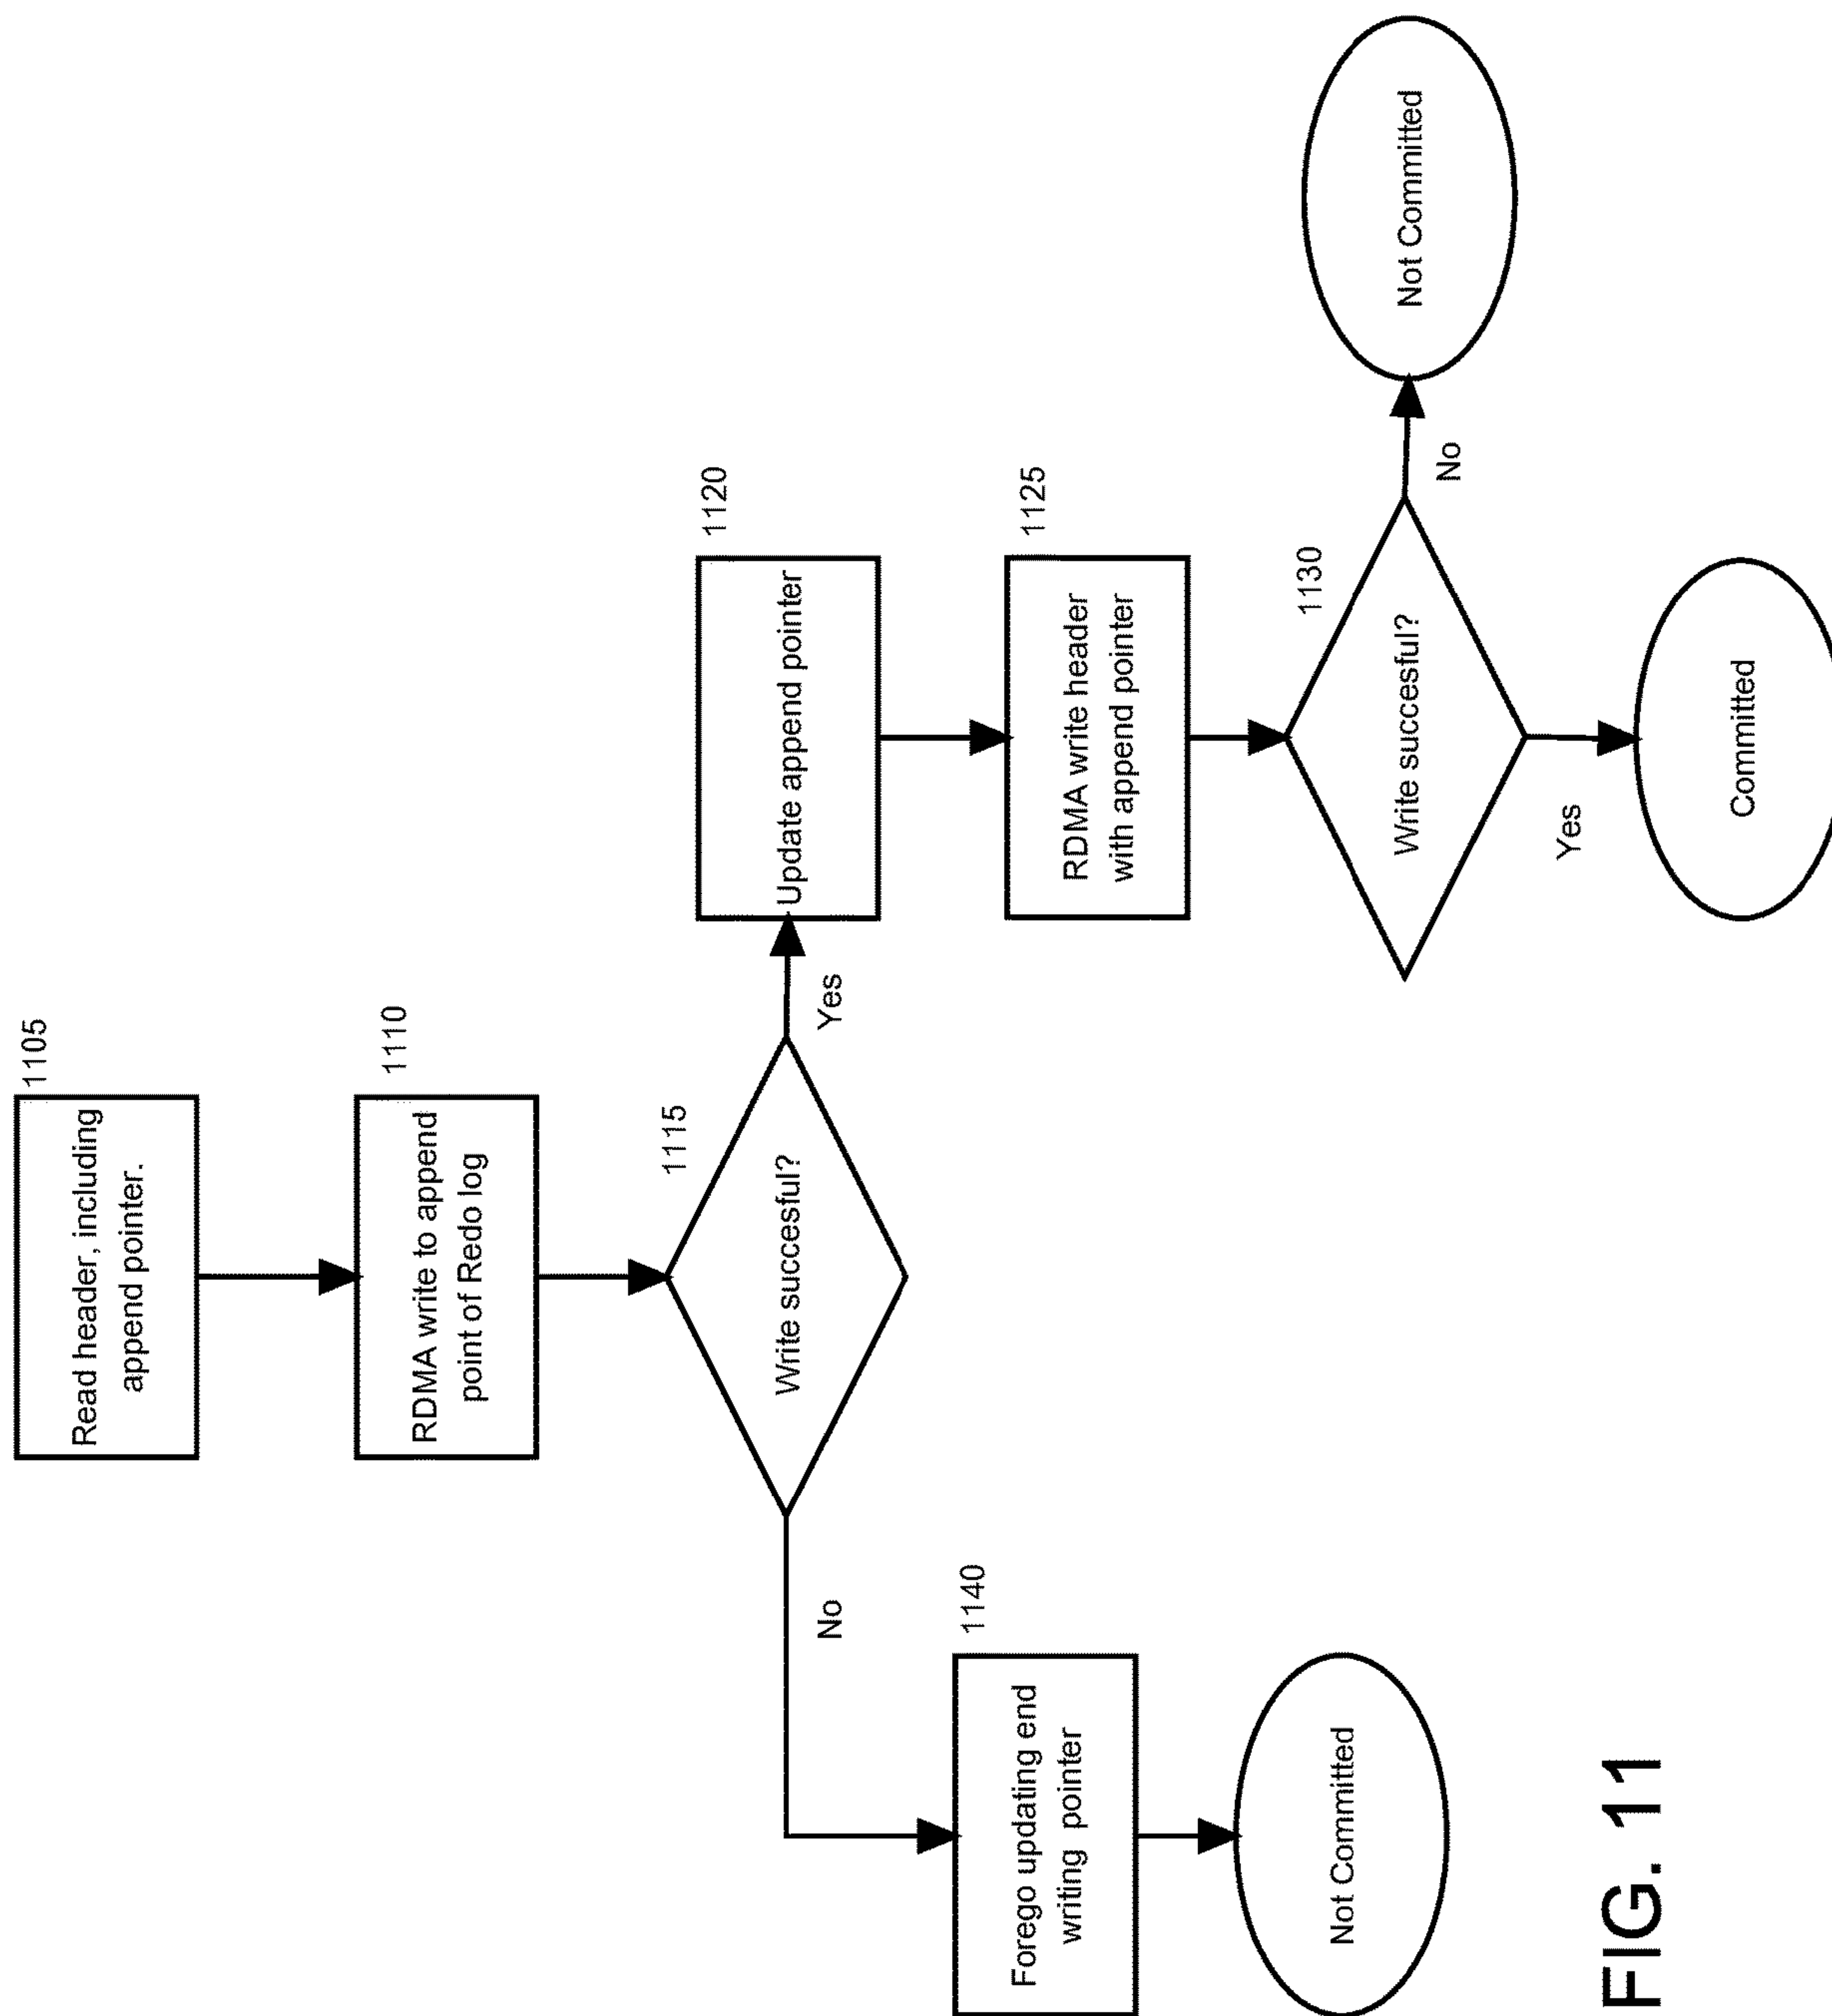 1105
Read header, including
append pointer.
1110
RDMA write to append
point of Redo log
1115
Write succesful?
Yes
No
1120
Update append pointer
1125
RDMA write header
with append pointer
1130
Write succesful?
No
Not Committed
Yes
Committed
1140
Forego updating end
writing pointer
Not Committed
FIG. 11